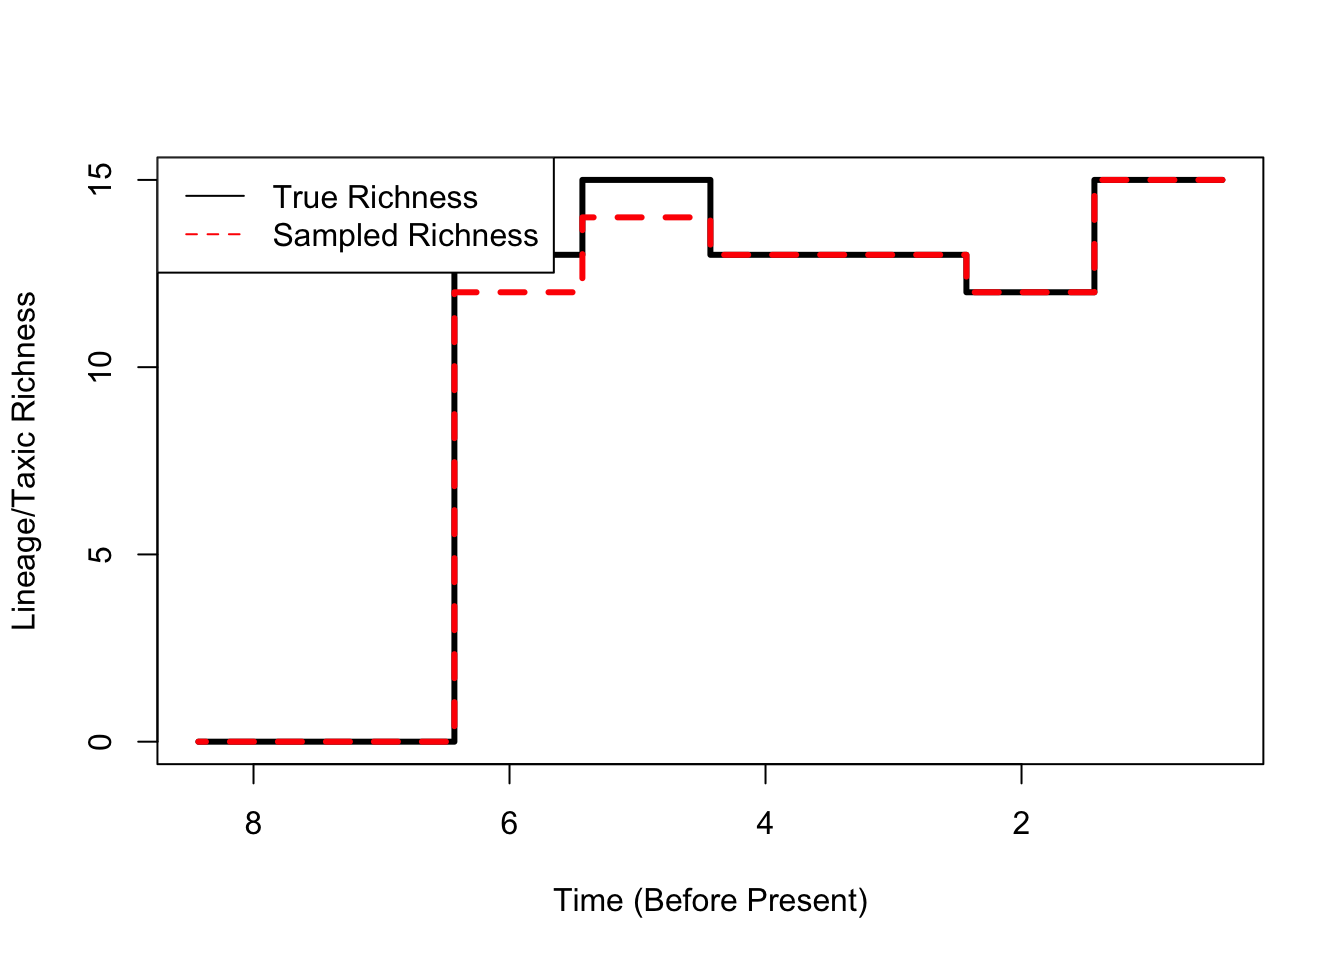 True Richness
Sampled Richness
15
10
5
0
Lineage/Taxic Richness
8 6 4 2
Time (Before Present)